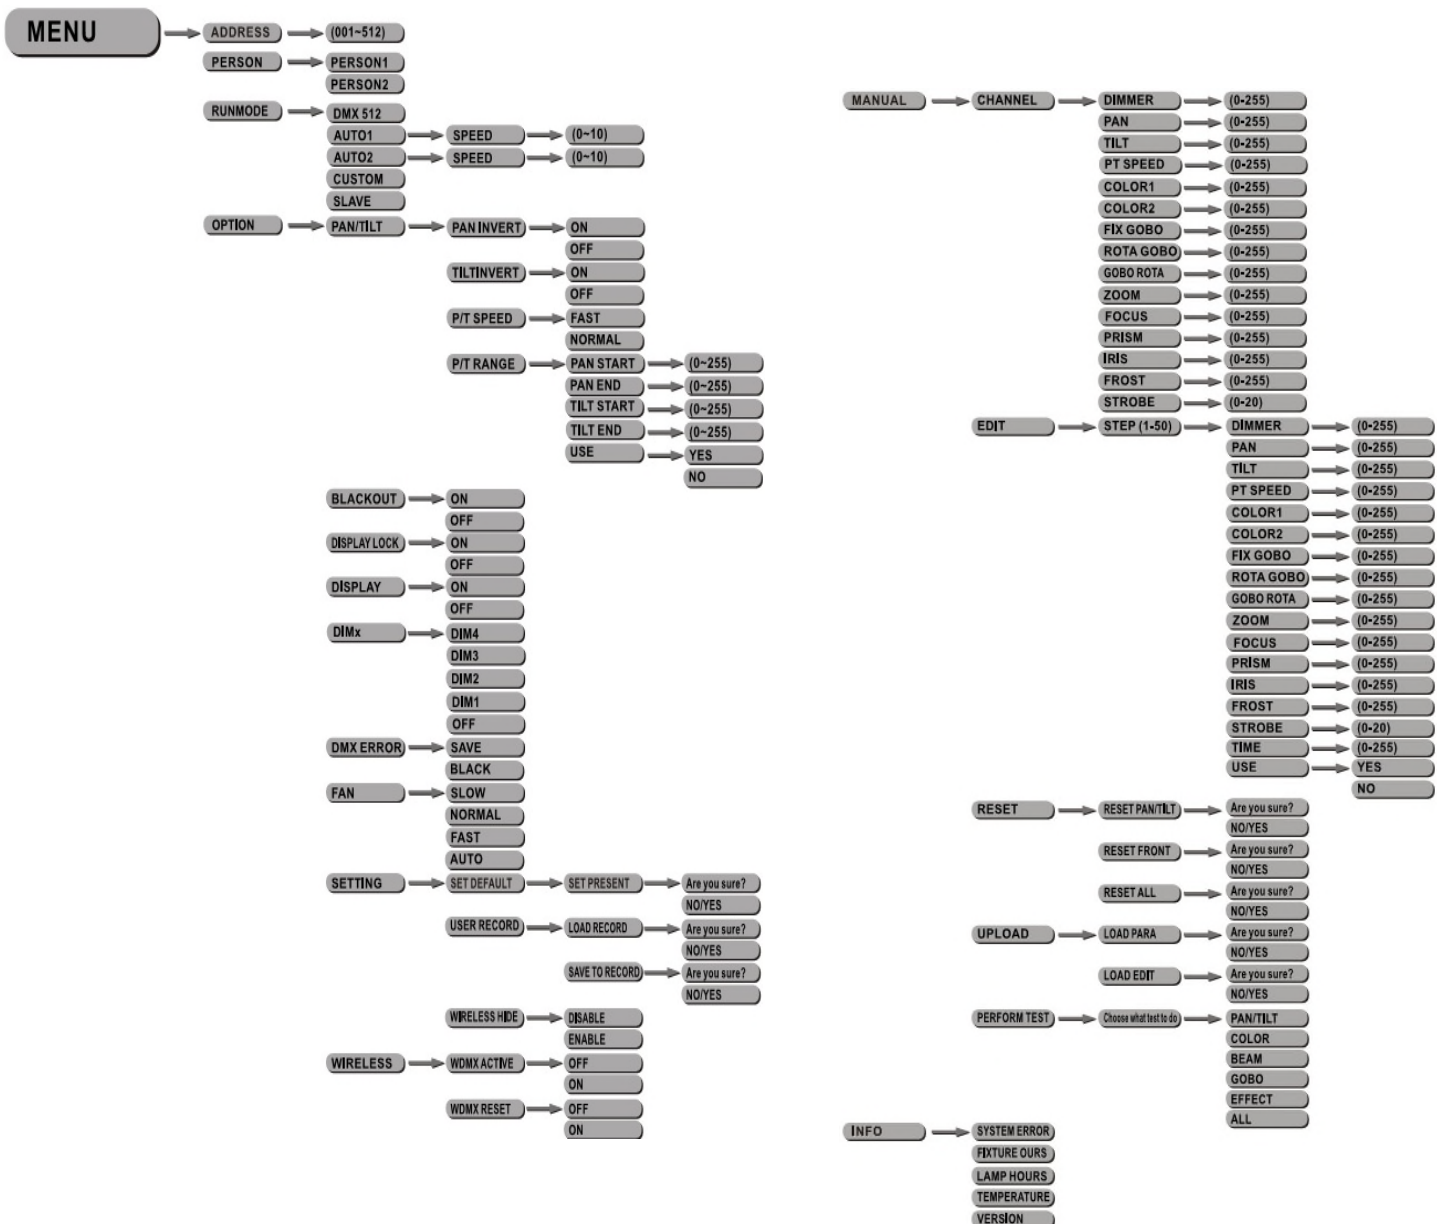 MENU
ADDRESS (001~512)
PERSON PERSON1
PERSON2
RUNMODE DMX 512
AUTO1 SPEED (0~10)
AUTO2 SPEED (0~10)
CUSTOM
SLAVE
OPTION PAN/TILT PAN INVERT ON
OFF
TILTINVERT ON
OFF
P/T SPEED FAST
NORMAL
P/T RANGE PAN START (0~255)
PAN END (0~255)
TILT START (0~255)
TILT END (0~255)
USE YES
NO
BLACKOUT ON
OFF
DISPLAY LOCK ON
OFF
DISPLAY ON
OFF
DIMx DIM4
DIM3
DIM2
DIM1
OFF
DMX ERROR SAVE
BLACK
FAN SLOW
NORMAL
FAST
AUTO
SETTING SET DEFAULT SET PRESENT Are you sure?
NO/YES
USER RECORD LOAD RECORD Are you sure?
NO/YES
SAVE TO RECORD Are you sure?
NO/YES
WIRELESS HIDE DISABLE
ENABLE
WIRELESS WDMX ACTIVE OFF
ON
WDMX RESET OFF
ON
MANUAL CHANNEL DIMMER (0-255)
PAN (0-255)
TILT (0-255)
PT SPEED (0-255)
COLOR1 (0-255)
COLOR2 (0-255)
FIX GOBO (0-255)
ROTA GOBO (0-255)
GOBO ROTA (0-255)
ZOOM (0-255)
FOCUS (0-255)
PRISM (0-255)
IRIS (0-255)
FROST (0-255)
STROBE (0-20)
EDIT STEP (1-50) DIMMER (0-255)
PAN (0-255)
TILT (0-255)
PT SPEED (0-255)
COLOR1 (0-255)
COLOR2 (0-255)
FIX GOBO (0-255)
ROTA GOBO (0-255)
GOBO ROTA (0-255)
ZOOM (0-255)
FOCUS (0-255)
PRISM (0-255)
IRIS (0-255)
FROST (0-255)
STROBE (0-20)
TIME (0-255)
USE YES
NO
RESET RESET PAN/TILT Are you sure?
NO/YES
RESET FRONT Are you sure?
NO/YES
RESET ALL Are you sure?
NO/YES
UPLOAD LOAD PARA Are you sure?
NO/YES
LOAD EDIT Are you sure?
NO/YES
PERFORM TEST Choose what test to do PAN/TILT
COLOR
BEAM
GOBO
EFFECT
ALL
INFO SYSTEM ERROR
FIXTURE OURS
LAMP HOURS
TEMPERATURE
VERSION